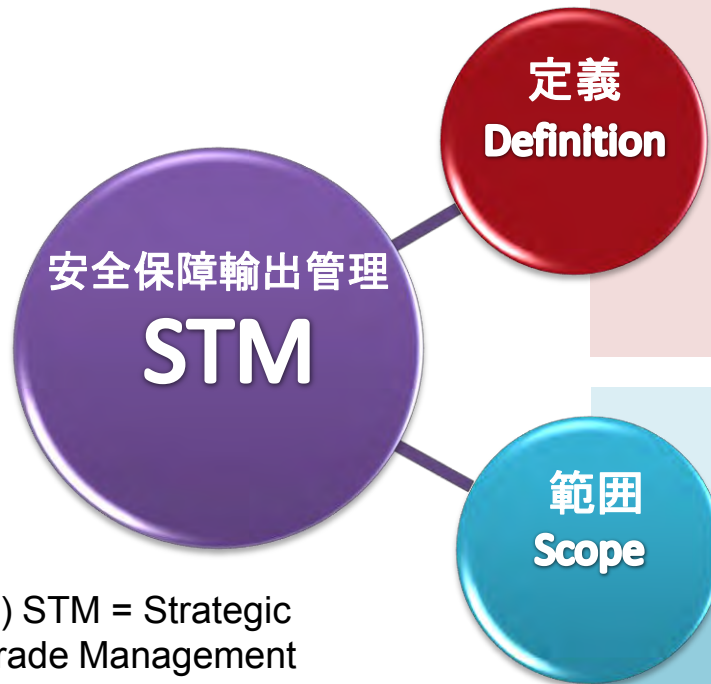 定義
Definition
安全保障輸出管理
STM
範囲
Scope
) STM = Strategic
rade Management